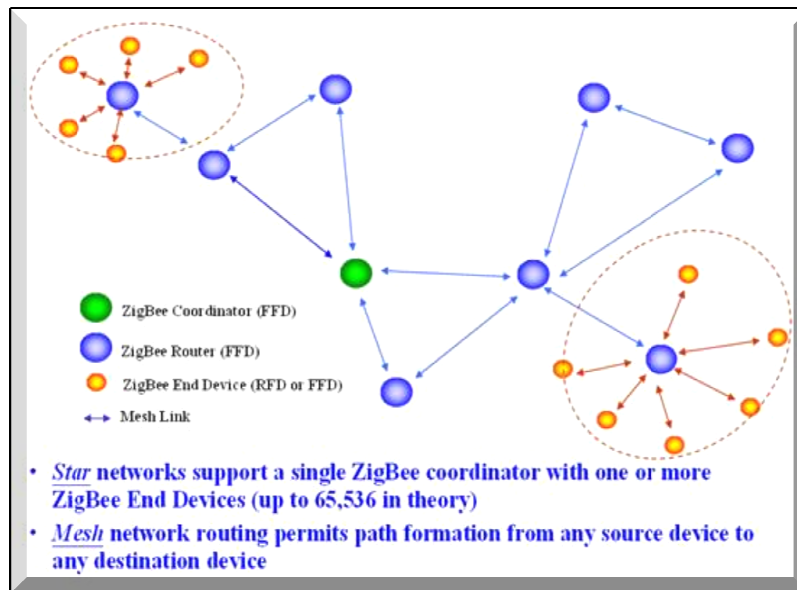 ZigBee Coordinator (FFD)
ZigBee Router (FFD)
ZigBee End Device (RFD or FFD)
Mesh Link
• Star networks support a single ZigBee coordinator with one or more
ZigBee End Devices (up to 65,536 in theory)
• Mesh network routing permits path formation from any source device to
any destination device